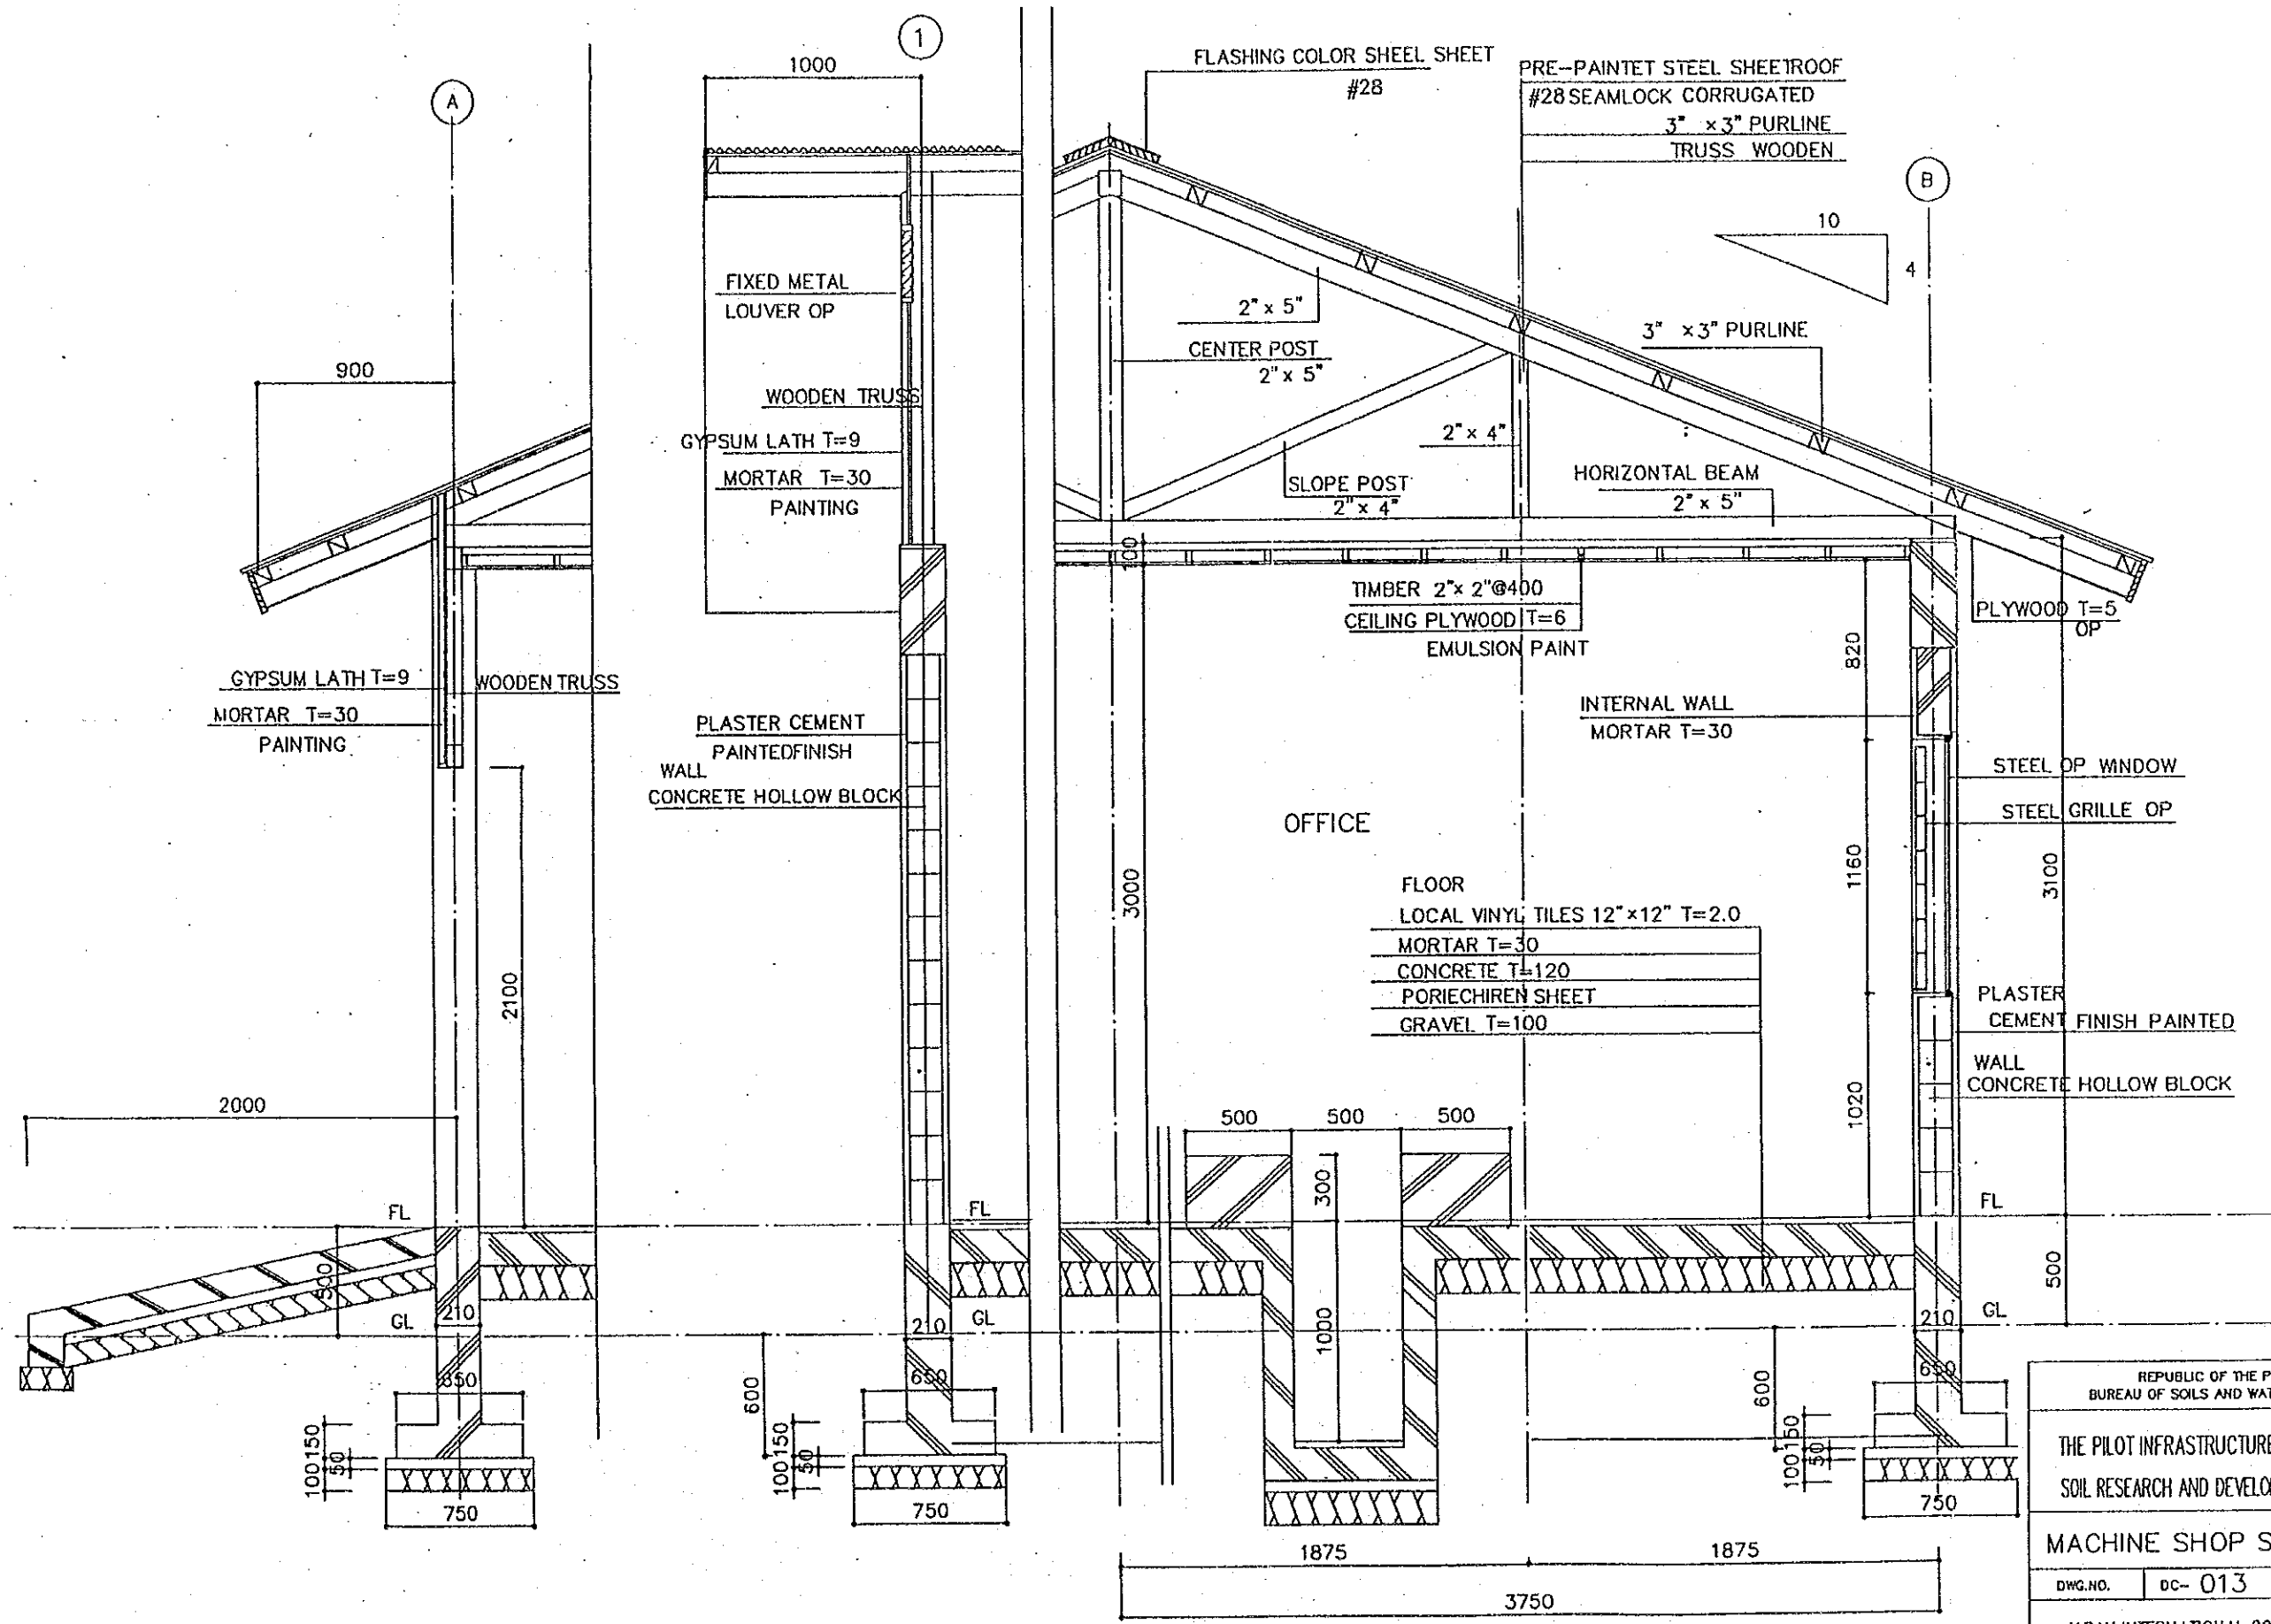 1
A
1000
FLASHING COLOR SHEEL SHEET
#28
PRE-PAINTET STEEL SHEETROOF
#28 SEAMLOCK CORRUGATED
3" × 3" PURLINE
TRUSS WOODEN
B
10
4
FIXED METAL
LOUVER OP
2" x 5"
CENTER POST
2" x 5"
3" × 3" PURLINE
900
WOODEN TRUSS
GYPSUM LATH T=9
MORTAR T=30
PAINTING
2" x 4"
SLOPE POST
2" x 4"
HORIZONTAL BEAM
2" x 5"
100
TIMBER 2" x 2"@400
CEILING PLYWOOD T=6
EMULSION PAINT
PLYWOOD T=5
OP
820
GYPSUM LATH T=9
WOODEN TRUSS
MORTAR T=30
PAINTING
PLASTER CEMENT
PAINTEDFINISH
WALL
CONCRETE HOLLOW BLOCK
INTERNAL WALL
MORTAR T=30
STEEL OP WINDOW
STEEL GRILLE OP
OFFICE
1160
3100
3000
2100
FLOOR
LOCAL VINYL TILES 12"×12" T=2.0
MORTAR T=30
CONCRETE T=120
PORIECHIREN SHEET
GRAVEL T=100
PLASTER
CEMENT FINISH PAINTED
WALL
CONCRETE HOLLOW BLOCK
1020
2000
500
500
500
300
FL
FL
FL
500
500
GL
210
210
GL
1000
210
GL
650
650
650
600
600
100
150
50
100
150
50
100
150
50
750
750
750
1875
1875
3750
REPUBLIC OF THE P
BUREAU OF SOILS AND WAT
THE PILOT INFRASTRUCTURE
SOIL RESEARCH AND DEVELO
MACHINE SHOP S
DWG.NO.
DC- 013